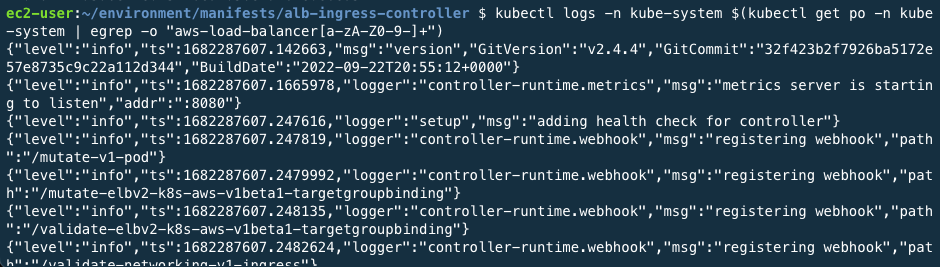 ec2-user:~/environment/manifests/alb-ingress-controller $ kubectl logs -n kube-system $(kubectl get po -n kube
-system | egrep -o "aws-load-balancer[a-zA-Z0-9-]+")
{"level":"info","ts":1682287607.142663,"msg":"version","GitVersion":"v2.4.4","GitCommit":"32f423b2f7926ba5172e
57e8735c9c22a112d344","BuildDate":"2022-09-22T20:55:12+0000"}
{"level":"info","ts":1682287607.1665978,"logger":"controller-runtime.metrics","msg":"metrics server is startin
g to listen","addr":":8080"}
{"level":"info","ts":1682287607.247616,"logger":"setup","msg":"adding health check for controller"}
{"level":"info","ts":1682287607.247819,"logger":"controller-runtime.webhook","msg":"registering webhook","path
":"/mutate-v1-pod"}
{"level":"info","ts":1682287607.2479992,"logger":"controller-runtime.webhook","msg":"registering webhook","pat
h":"/mutate-elbv2-k8s-aws-v1beta1-targetgroupbinding"}
{"level":"info","ts":1682287607.248135,"logger":"controller-runtime.webhook","msg":"registering webhook","path
":"/validate-elbv2-k8s-aws-v1beta1-targetgroupbinding"}
{"level":"info","ts":1682287607.2482624,"logger":"controller-runtime.webhook","msg":"registering webhook","pat
h":"/validate-networking-v1-ingress"}